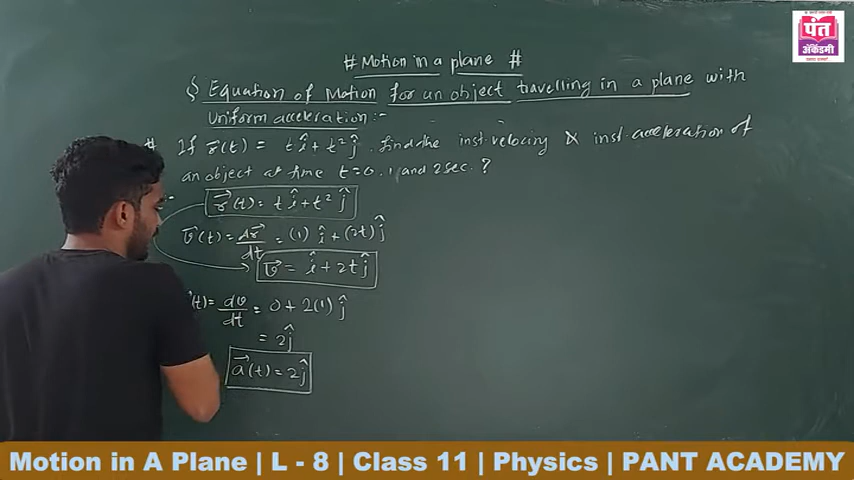 पंत
अॅकॅडमी
# Motion in a plane #
§ Equation of Motion for an object travelling in a plane with
Uniform acceleration :-
# If r⃗(t) = t î + t² ĵ . find the inst. velocity & inst. acceleration of
an object at time t=0, 1 and 2 sec. ?
r⃗(t) = t î + t² ĵ
v⃗(t) = dr⃗/dt = (1) î + (2t) ĵ
v⃗ = î + 2t ĵ
(t) = dv/dt = 0 + 2(1) ĵ
= 2ĵ
a⃗(t) = 2ĵ
Motion in A Plane | L - 8 | Class 11 | Physics | PANT ACADEMY